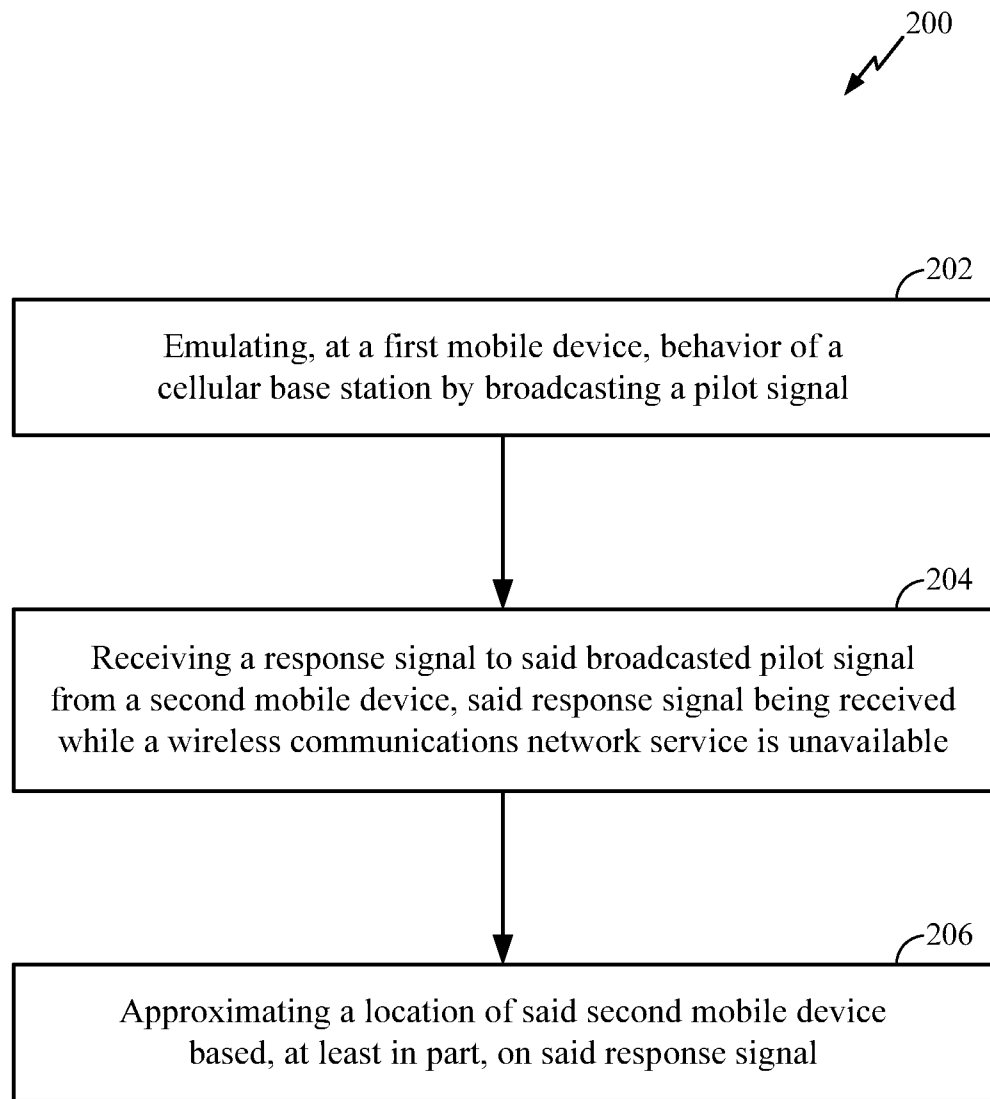 200
202
Emulating, at a first mobile device, behavior of a
cellular base station by broadcasting a pilot signal
204
Receiving a response signal to said broadcasted pilot signal
from a second mobile device, said response signal being received
while a wireless communications network service is unavailable
206
Approximating a location of said second mobile device
based, at least in part, on said response signal